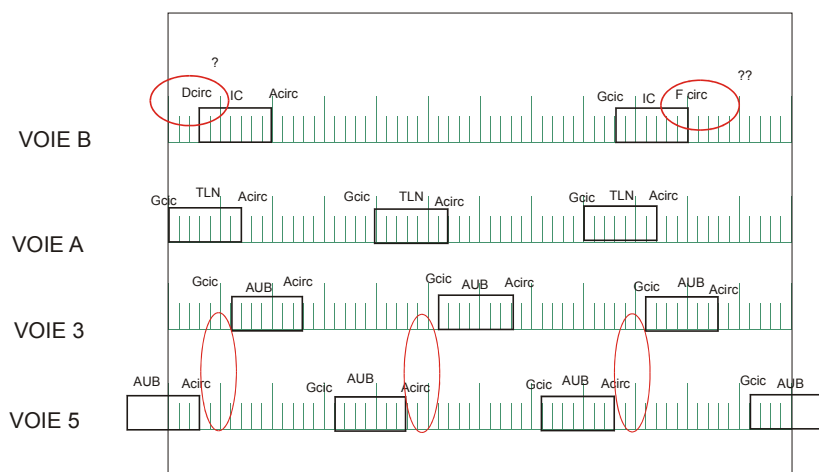 ? ??
Dcirc IC Acirc Gcic IC F circ
VOIE B
Gcic TLN Acirc Gcic TLN Acirc Gcic TLN Acirc
VOIE A
Gcic AUB Acirc Gcic AUB Acirc Gcic AUB Acirc
VOIE 3
AUB Acirc Gcic AUB Acirc Gcic AUB Acirc Gcic AUB
VOIE 5